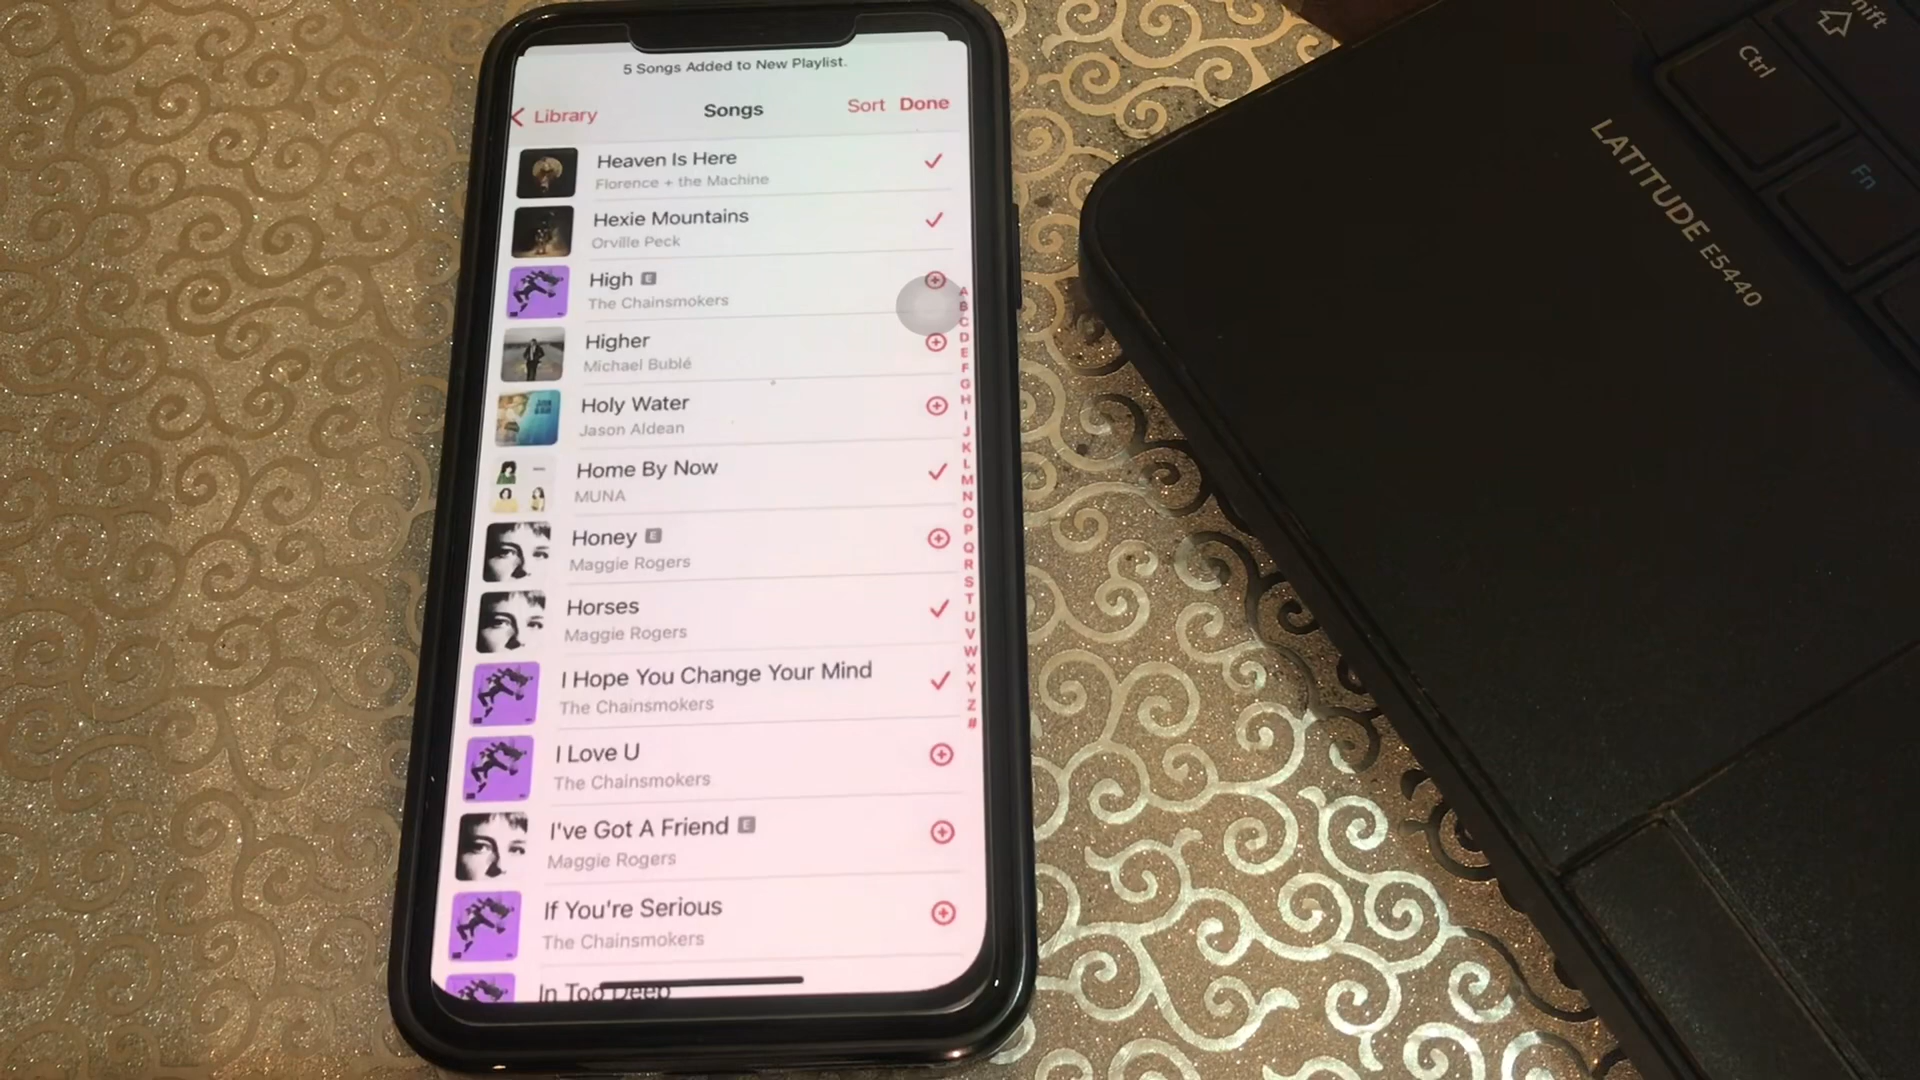 5 Songs Added to New Playlist.
Library
Songs
Sort
Done
Heaven Is Here
Florence + the Machine
Hexie Mountains
Orville Peck
High E
The Chainsmokers
Higher
Michael Bublé
Holy Water
Jason Aldean
Home By Now
MUNA
Honey E
Maggie Rogers
Horses
Maggie Rogers
I Hope You Change Your Mind
The Chainsmokers
I Love U
The Chainsmokers
I've Got A Friend E
Maggie Rogers
If You're Serious
The Chainsmokers
In Too Deep
A
B
C
D
E
F
G
H
I
J
K
L
M
N
O
P
Q
R
S
T
U
V
W
X
Y
Z
#
Ctrl
Fn
LATITUDE E5440